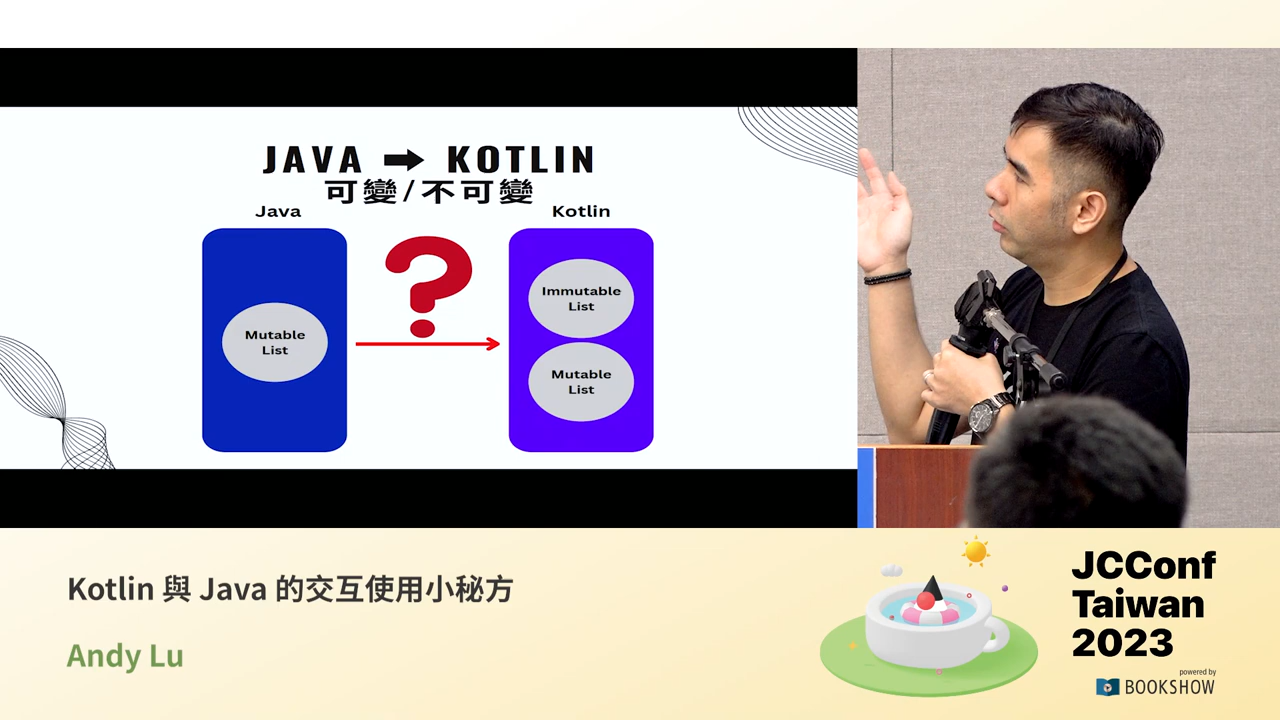 JAVA ➡ KOTLIN
可變/不可變
Java
Kotlin
Mutable
List
?
Immutable
List
Mutable
List
Kotlin 與 Java 的交互使用小秘方
Andy Lu
JCConf
Taiwan
2023
powered by
BOOKSHOW